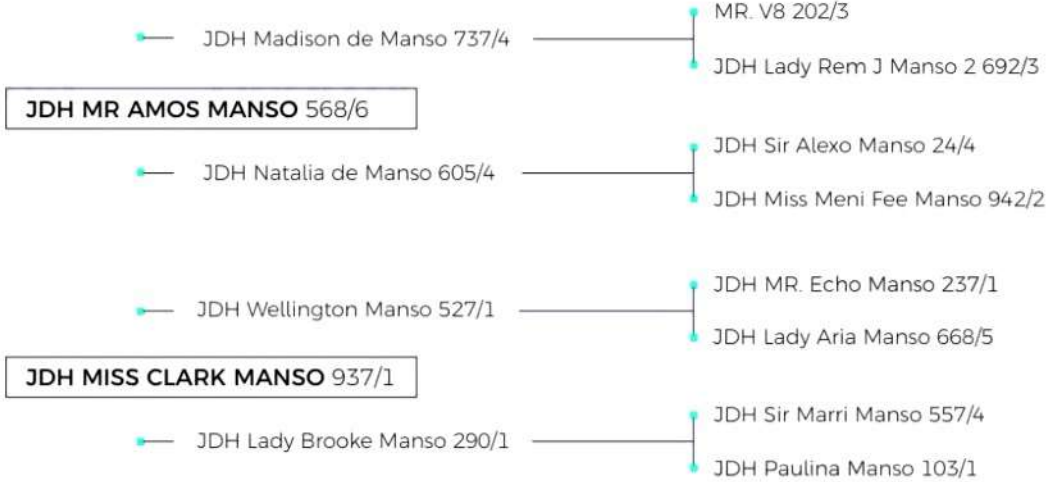 MR. V8 202/3
JDH Madison de Manso 737/4
JDH Lady Rem J Manso 2 692/3
JDH MR AMOS MANSO 568/6
JDH Sir Alexo Manso 24/4
JDH Natalia de Manso 605/4
JDH Miss Meni Fee Manso 942/2
JDH MR. Echo Manso 237/1
JDH Wellington Manso 527/1
JDH Lady Aria Manso 668/5
JDH MISS CLARK MANSO 937/1
JDH Sir Marri Manso 557/4
JDH Lady Brooke Manso 290/1
JDH Paulina Manso 103/1